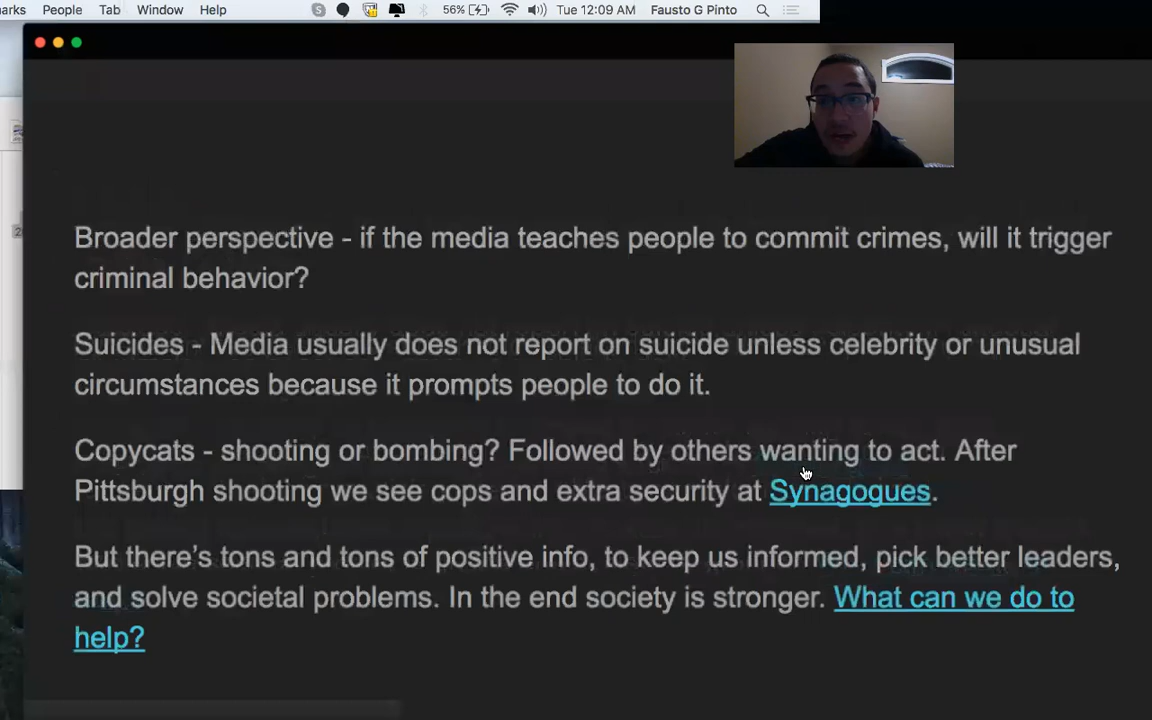 arks People Tab Window Help 56% Tue 12:09 AM Fausto G Pinto
Broader perspective - if the media teaches people to commit crimes, will it trigger
criminal behavior?
Suicides - Media usually does not report on suicide unless celebrity or unusual
circumstances because it prompts people to do it.
Copycats - shooting or bombing? Followed by others wanting to act. After
Pittsburgh shooting we see cops and extra security at Synagogues.
But there's tons and tons of positive info, to keep us informed, pick better leaders,
and solve societal problems. In the end society is stronger. What can we do to
help?